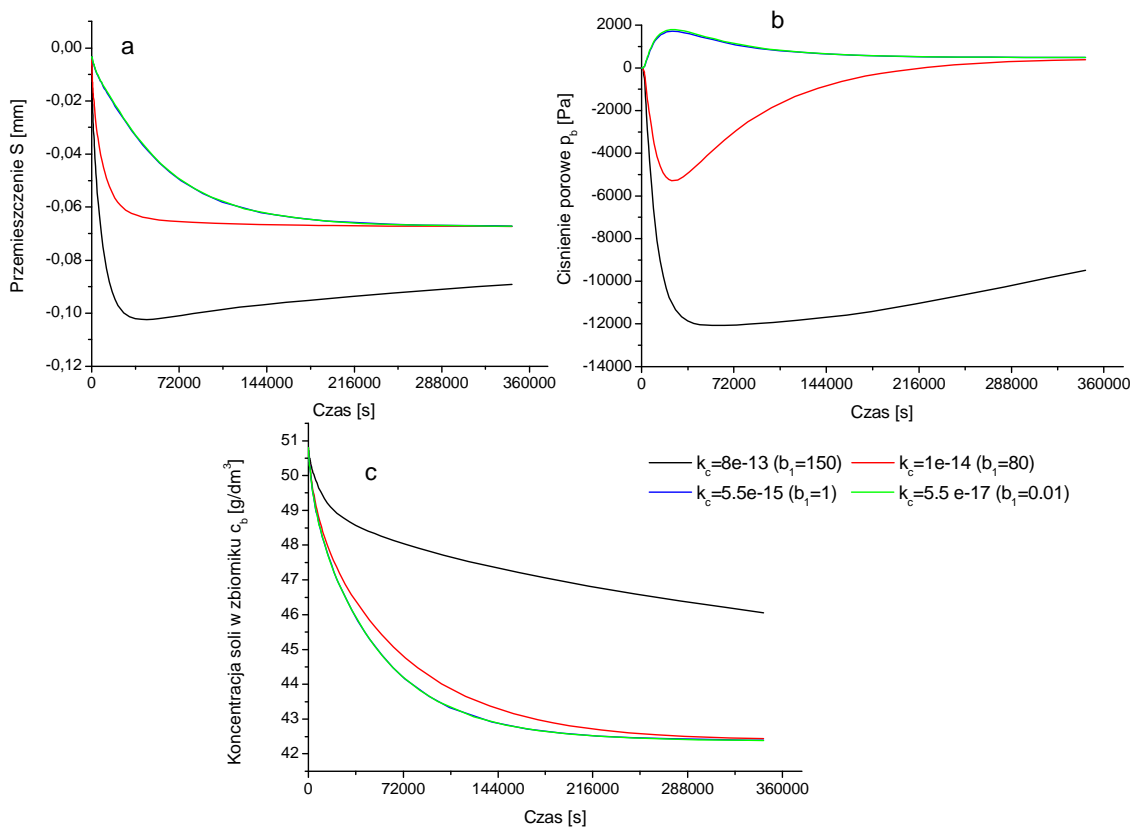 a
0,00
-0,02
-0,04
-0,06
-0,08
-0,10
-0,12
Przemieszczenie S [mm]
0 72000 144000 216000 288000 360000
Czas [s]
b
2000
0
-2000
-4000
-6000
-8000
-10000
-12000
-14000
Cisnienie porowe p_b [Pa]
0 72000 144000 216000 288000 360000
Czas [s]
c
51
50
49
48
47
46
45
44
43
42
Koncentracja soli w zbiorniku c_b [g/dm³]
0 72000 144000 216000 288000 360000
Czas [s]
k_c=8e-13 (b_1=150) k_c=1e-14 (b_1=80)
k_c=5.5e-15 (b_1=1) k_c=5.5 e-17 (b_1=0.01)